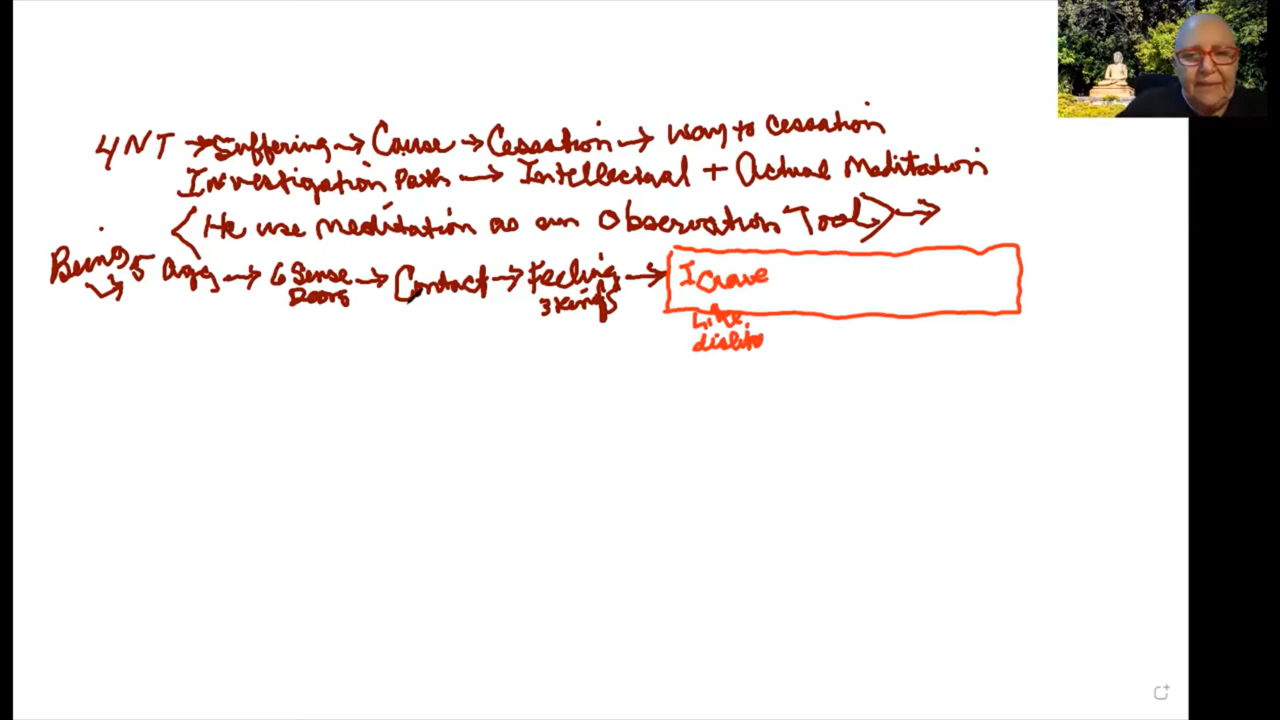 4NT → Suffering → Cause → Cessation → Way to cessation
Investigation Path → Intellectual + Actual Meditation
(He use meditation as an Observation Tool) →
Being 5 agg → 6 Sense Doors → Contact → Feeling 3 kinds → I Crave
Like
dislike